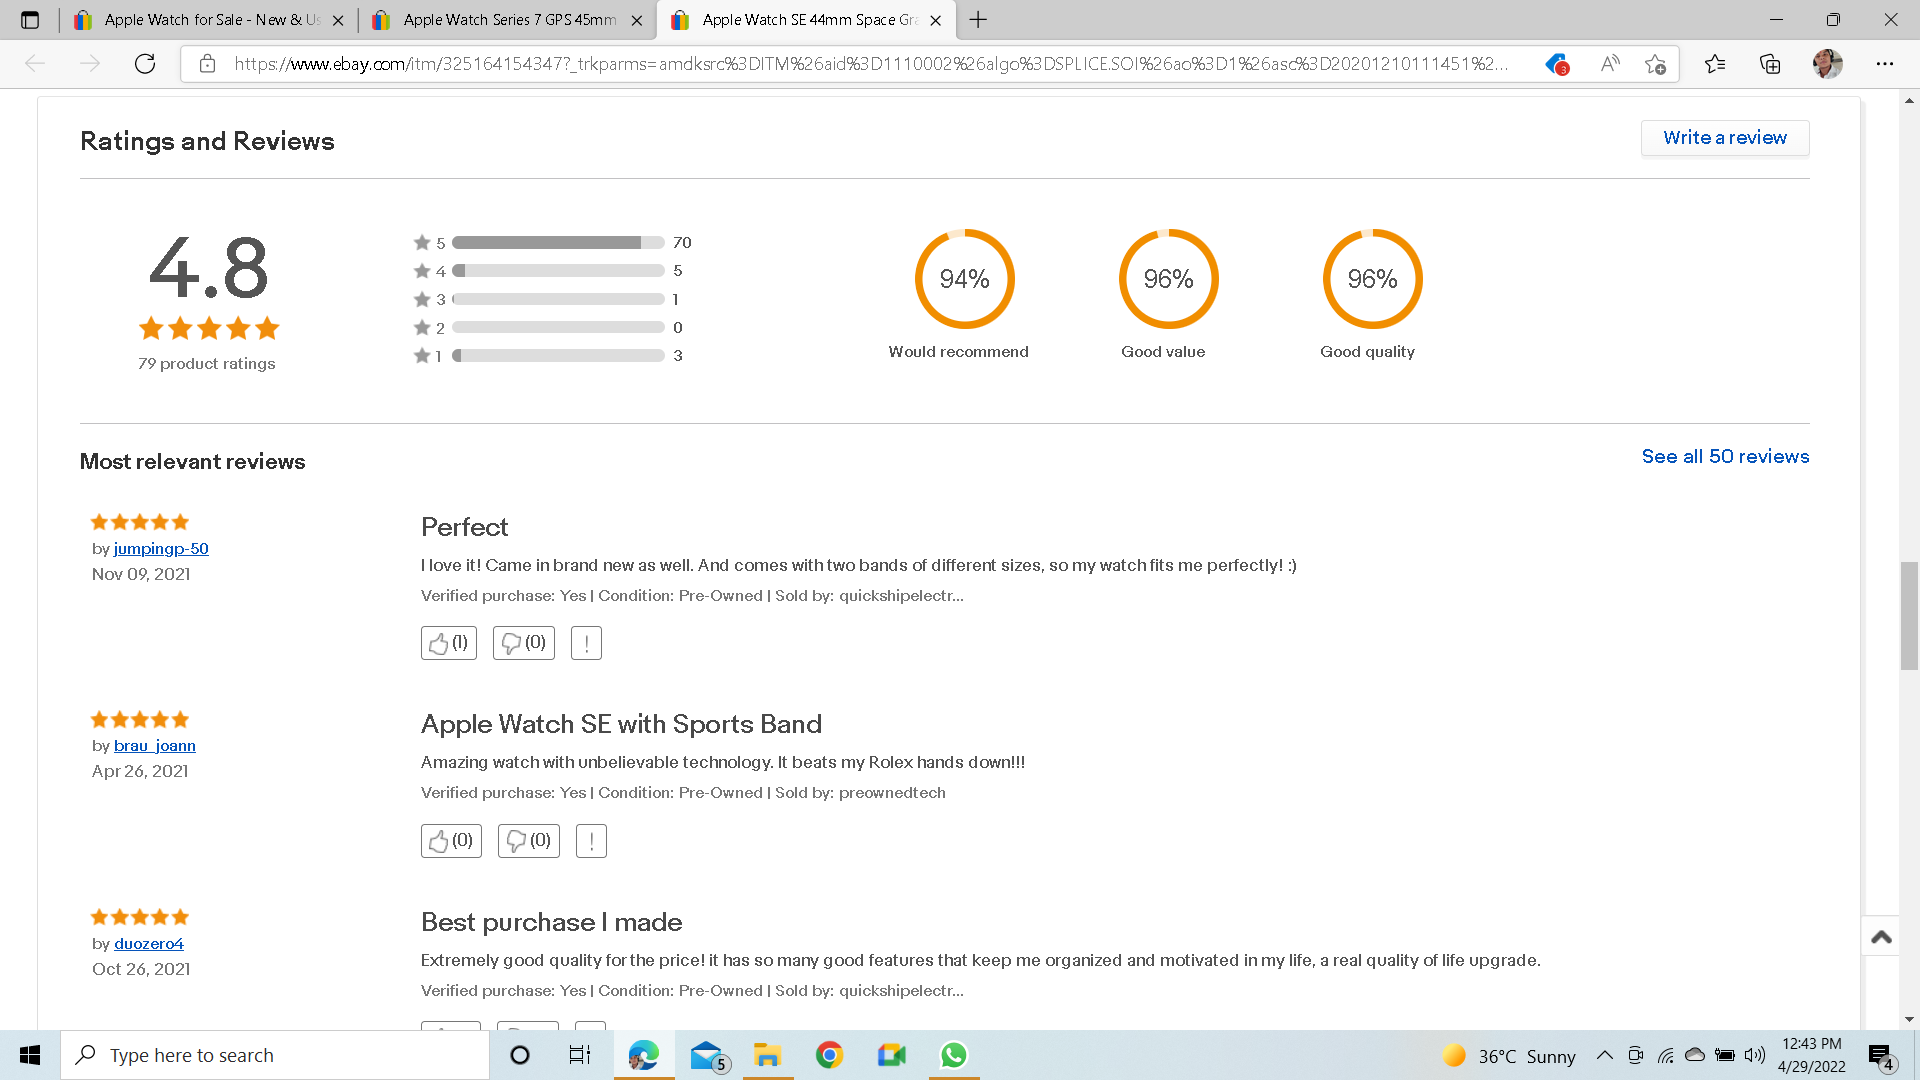 Apple Watch for Sale - New & Us
Apple Watch Series 7 GPS 45mm
Apple Watch SE 44mm Space Gra
https://www.ebay.com/itm/325164154347?_trkparms=amdksrc%3DITM%26aid%3D1110002%26algo%3DSPLICE.SOI%26ao%3D1%26asc%3D20201210111451%2...
3
Ratings and Reviews
Write a review
4.8
79 product ratings
5 70
4 5
3 1
2 0
1 3
94%
Would recommend
96%
Good value
96%
Good quality
Most relevant reviews
See all 50 reviews
by jumpingp-50
Nov 09, 2021
Perfect
I love it! Came in brand new as well. And comes with two bands of different sizes, so my watch fits me perfectly! :)
Verified purchase: Yes | Condition: Pre-Owned | Sold by: quickshipelectr...
(1)
(0)
by brau_joann
Apr 26, 2021
Apple Watch SE with Sports Band
Amazing watch with unbelievable technology. It beats my Rolex hands down!!!
Verified purchase: Yes | Condition: Pre-Owned | Sold by: preownedtech
(0)
(0)
by duozero4
Oct 26, 2021
Best purchase I made
Extremely good quality for the price! it has so many good features that keep me organized and motivated in my life, a real quality of life upgrade.
Verified purchase: Yes | Condition: Pre-Owned | Sold by: quickshipelectr...
Type here to search
5
36°C Sunny
12:43 PM
4/29/2022
4